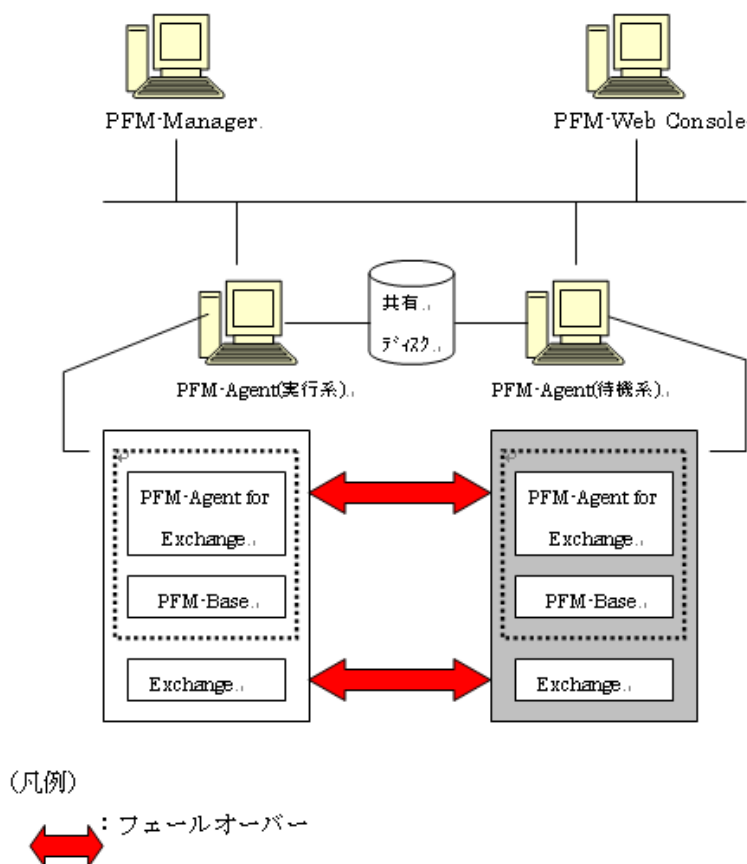 PFM-Manager
PFM-Web Console
共有
ディスク
PFM-Agent(実行系)
PFM-Agent(待機系)
PFM-Agent for
Exchange
PFM-Base
Exchange
PFM-Agent for
Exchange
PFM-Base
Exchange
(凡例)
:フェールオーバー